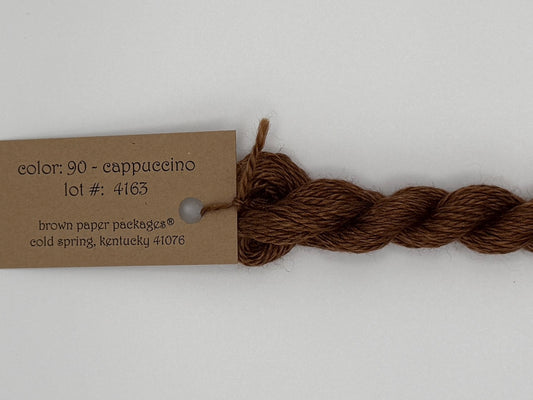 color: 90 - cappuccino
lot #: 4163
brown paper packages®
cold spring, kentucky 41076